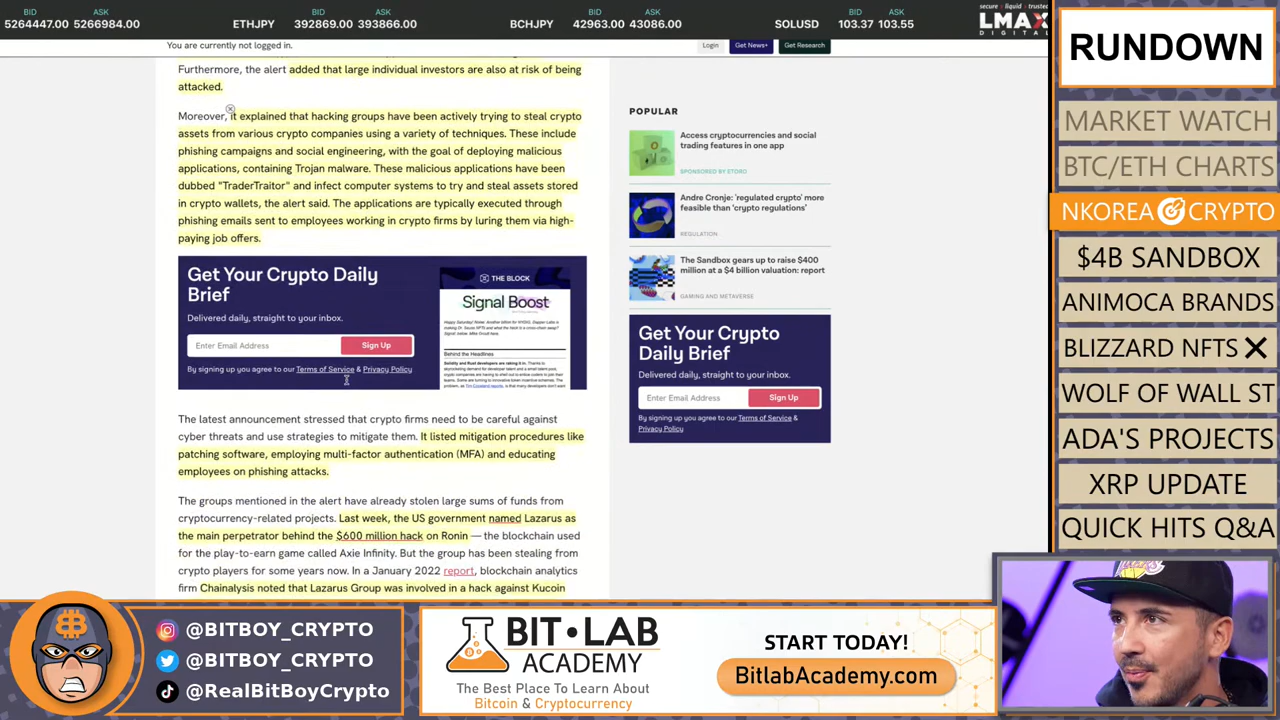 BID ASK
5264447.00 5266984.00
ETHJPY
BID ASK
392869.00 393866.00
BCHJPY
BID ASK
42963.00 43086.00
SOLUSD
BID ASK
103.37 103.55
secure | liquid | trusted
LMAX
DIGITAL
You are currently not logged in.
Login
Get News+
Get Research
Furthermore, the alert added that large individual investors are also at risk of being
attacked.
Moreover, it explained that hacking groups have been actively trying to steal crypto
assets from various crypto companies using a variety of techniques. These include
phishing campaigns and social engineering, with the goal of deploying malicious
applications, containing Trojan malware. These malicious applications have been
dubbed "TraderTraitor" and infect computer systems to try and steal assets stored
in crypto wallets, the alert said. The applications are typically executed through
phishing emails sent to employees working in crypto firms by luring them via high-
paying job offers.
Get Your Crypto Daily
Brief
Delivered daily, straight to your inbox.
Enter Email Address
Sign Up
By signing up you agree to our Terms of Service & Privacy Policy
THE BLOCK
Signal Boost
Behind the Headlines
The latest announcement stressed that crypto firms need to be careful against
cyber threats and use strategies to mitigate them. It listed mitigation procedures like
patching software, employing multi-factor authentication (MFA) and educating
employees on phishing attacks.
The groups mentioned in the alert have already stolen large sums of funds from
cryptocurrency-related projects. Last week, the US government named Lazarus as
the main perpetrator behind the $600 million hack on Ronin — the blockchain used
for the play-to-earn game called Axie Infinity. But the group has been stealing from
crypto players for some years now. In a January 2022 report, blockchain analytics
firm Chainalysis noted that Lazarus Group was involved in a hack against Kucoin
POPULAR
Access cryptocurrencies and social
trading features in one app
SPONSORED BY ETORO
Andre Cronje: 'regulated crypto' more
feasible than 'crypto regulations'
REGULATION
The Sandbox gears up to raise $400
million at a $4 billion valuation: report
GAMING AND METAVERSE
Get Your Crypto
Daily Brief
Delivered daily, straight to your inbox.
Enter Email Address
Sign Up
By signing up you agree to our Terms of Service &
Privacy Policy
RUNDOWN
MARKET WATCH
BTC/ETH CHARTS
NKOREA CRYPTO
$4B SANDBOX
ANIMOCA BRANDS
BLIZZARD NFTS
WOLF OF WALL ST
ADA'S PROJECTS
XRP UPDATE
QUICK HITS Q&A
@BITBOY_CRYPTO
@BITBOY_CRYPTO
@RealBitBoyCrypto
BIT•LAB
ACADEMY
The Best Place To Learn About
Bitcoin & Cryptocurrency
START TODAY!
BitlabAcademy.com